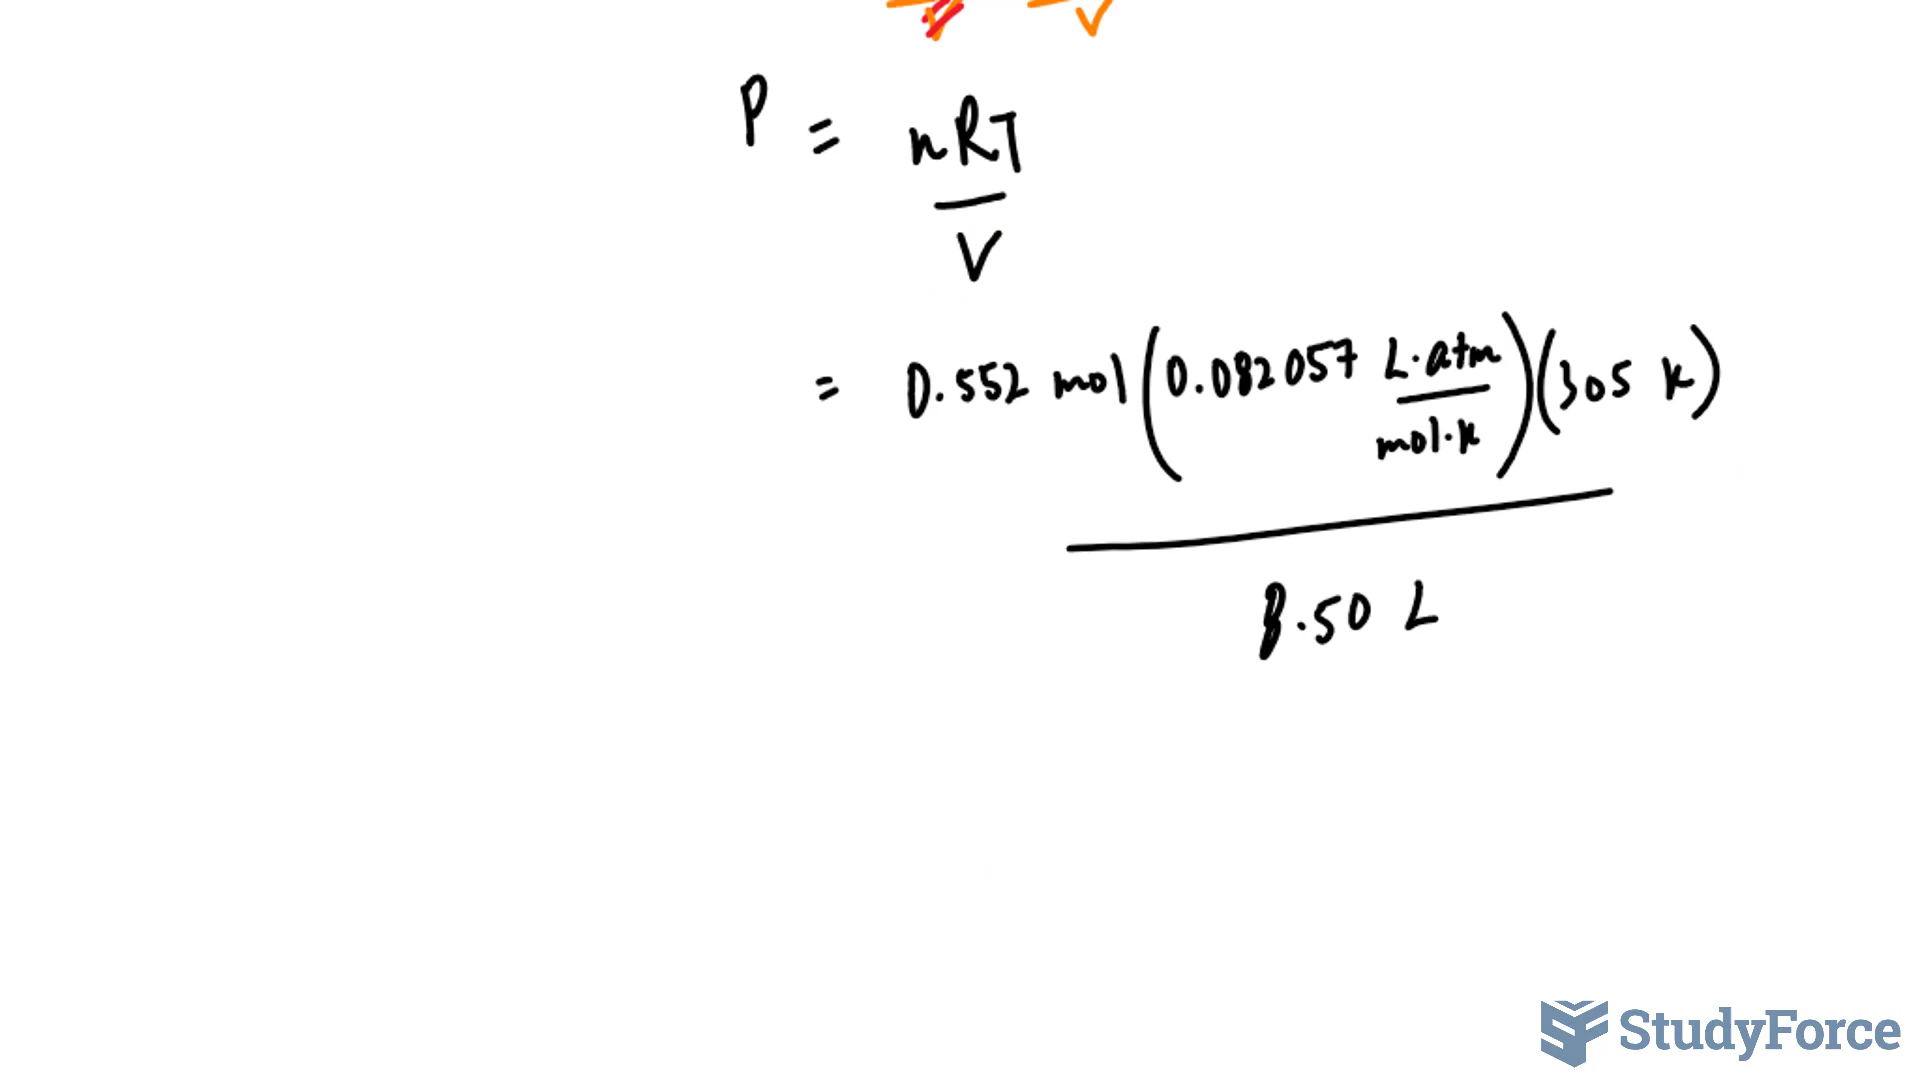 V V
P = nRT
V
= 0.552 mol (0.082057 L·atm) (305 K)
mol·K
8.50 L
StudyForce